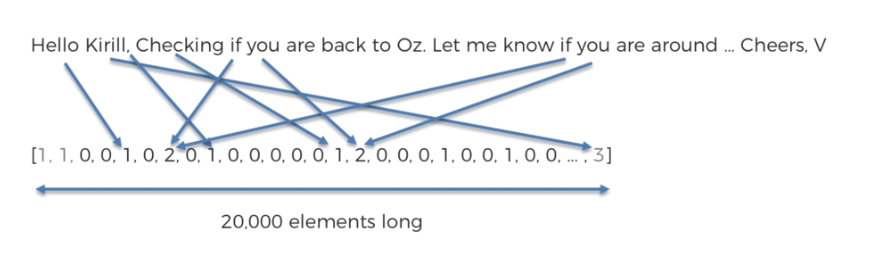 Hello Kirill, Checking if you are back to Oz. Let me know if you are around ... Cheers, V
[1, 1, 0, 0, 1, 0, 2, 0, 1, 0, 0, 0, 0, 0, 1, 2, 0, 0, 0, 1, 0, 0, 1, 0, 0, ... , 3]
20,000 elements long